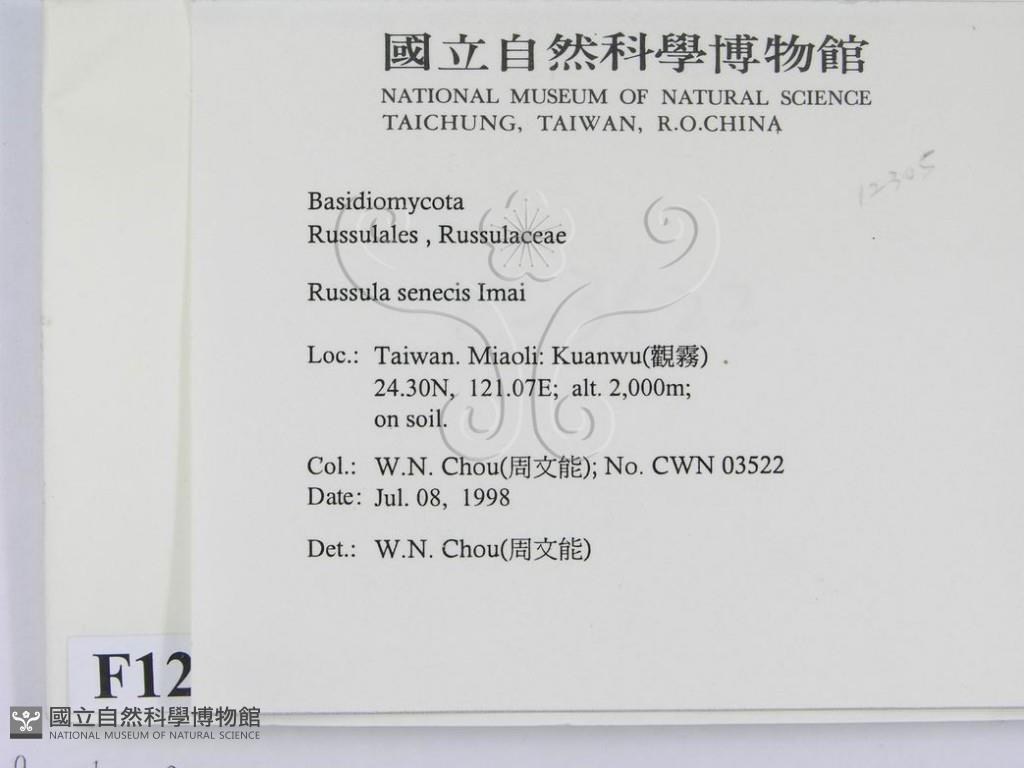 國立自然科學博物館
NATIONAL MUSEUM OF NATURAL SCIENCE
TAICHUNG, TAIWAN, R.O.CHINA
12305
Basidiomycota
Russulales , Russulaceae
Russula senecis Imai
Loc.: Taiwan. Miaoli: Kuanwu(觀霧)
24.30N, 121.07E; alt. 2,000m;
on soil.
Col.: W.N. Chou(周文能); No. CWN 03522
Date: Jul. 08, 1998
Det.: W.N. Chou(周文能)
F12
國立自然科學博物館
NATIONAL MUSEUM OF NATURAL SCIENCE